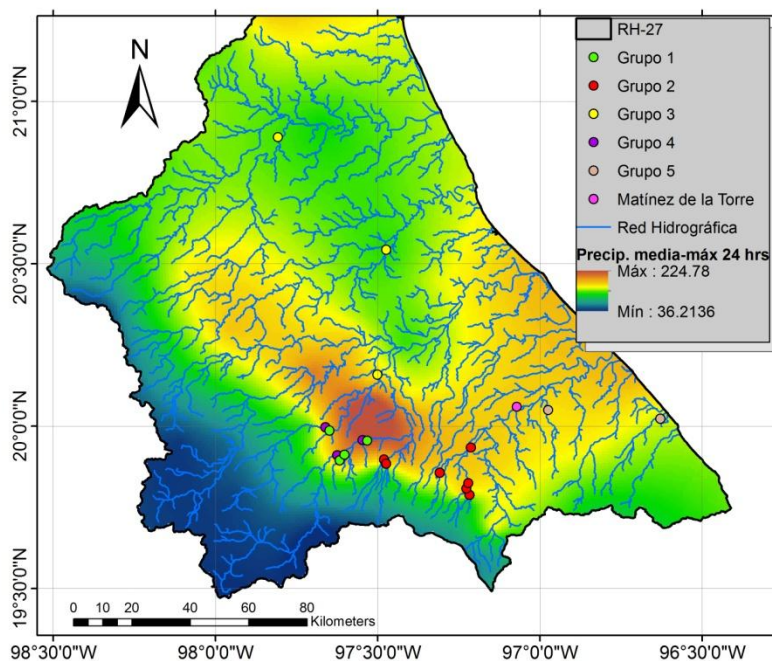 N
RH-27
Grupo 1
Grupo 2
Grupo 3
Grupo 4
Grupo 5
Matínez de la Torre
Red Hidrográfica
Precip. media-máx 24 hrs
Máx : 224.78
Mín : 36.2136
21°0'0"N
20°30'0"N
20°0'0"N
19°30'0"N
0 10 20 40 60 80
Kilometers
98°30'0"W 98°0'0"W 97°30'0"W 97°0'0"W 96°30'0"W